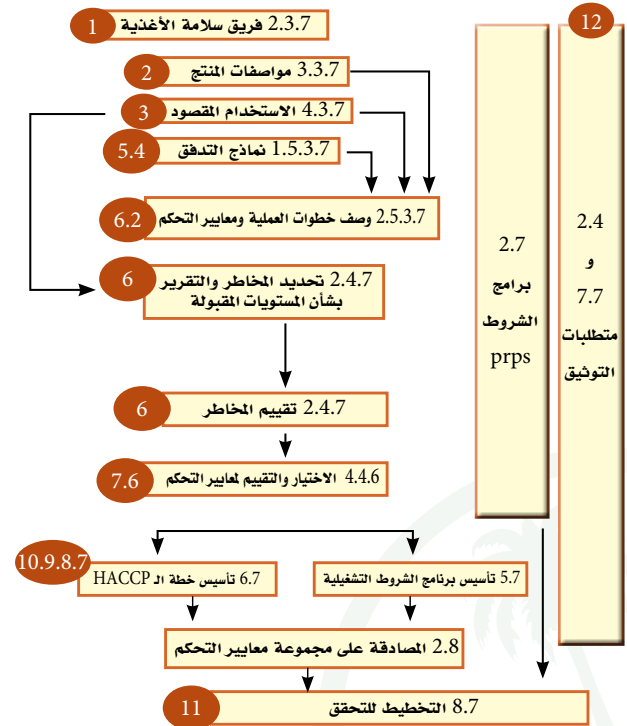 1
2.3.7 فريق سلامة الأغذية
2
3.3.7 مواصفات المنتج
3
4.3.7 الاستخدام المقصود
5.4
1.5.3.7 نماذج التدفق
6.2
2.5.3.7 وصف خطوات العملية ومعايير التحكم
6
2.4.7 تحديد المخاطر والتقرير
بشأن المستويات المقبولة
6
2.4.7 تقييم المخاطر
7.6
4.4.6 الاختيار والتقييم لمعايير التحكم
10.9.8.7
6.7 تأسيس خطة الـ HACCP
5.7 تأسيس برنامج الشروط التشغيلية
2.8 المصادقة على مجموعة معايير التحكم
11
8.7 التخطيط للتحقق
2.7
برامج
الشروط
prps
12
2.4
و
7.7
متطلبات
التوثيق